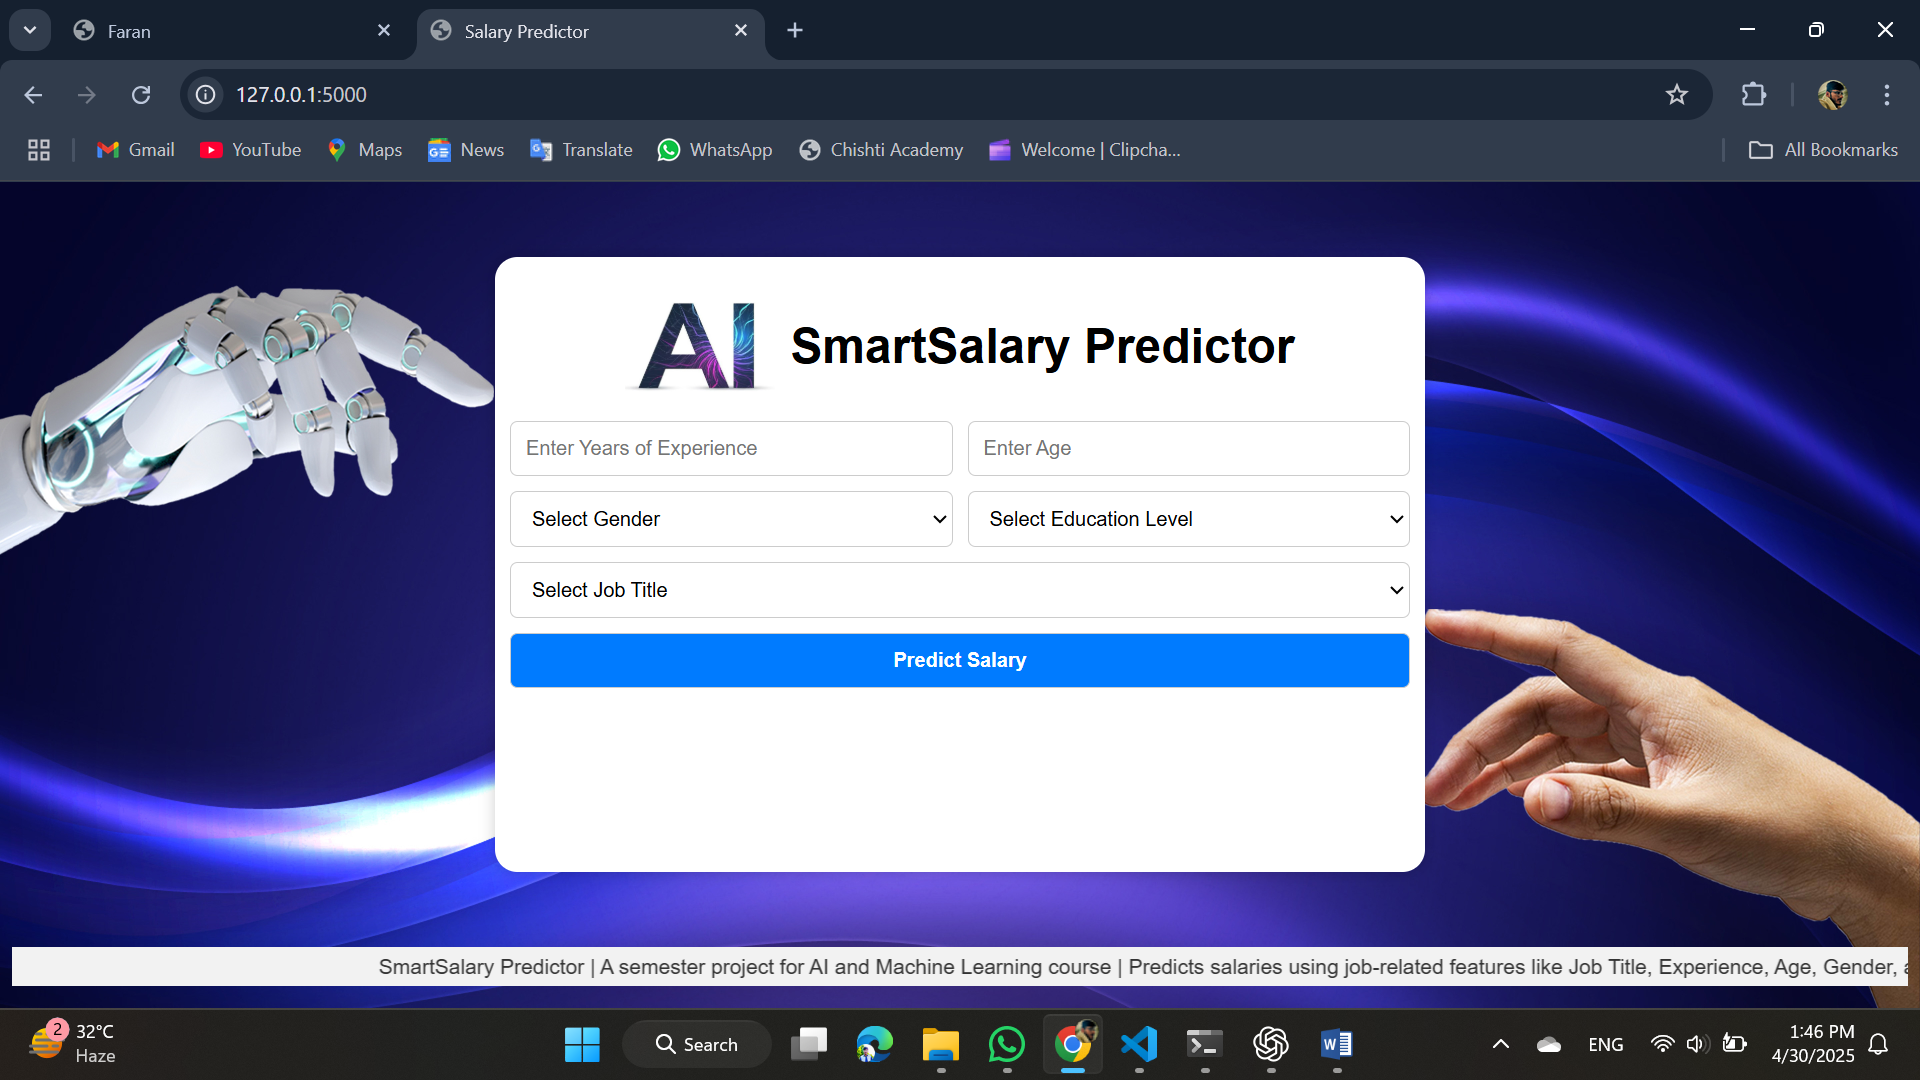 Faran
Salary Predictor
127.0.0.1:5000
Gmail
YouTube
Maps
News
Translate
WhatsApp
Chishti Academy
Welcome | Clipcha...
All Bookmarks
AI
SmartSalary Predictor
Enter Years of Experience
Enter Age
Select Gender
Select Education Level
Select Job Title
Predict Salary
SmartSalary Predictor | A semester project for AI and Machine Learning course | Predicts salaries using job-related features like Job Title, Experience, Age, Gender,
2
32°C
Haze
Search
ENG
1:46 PM
4/30/2025